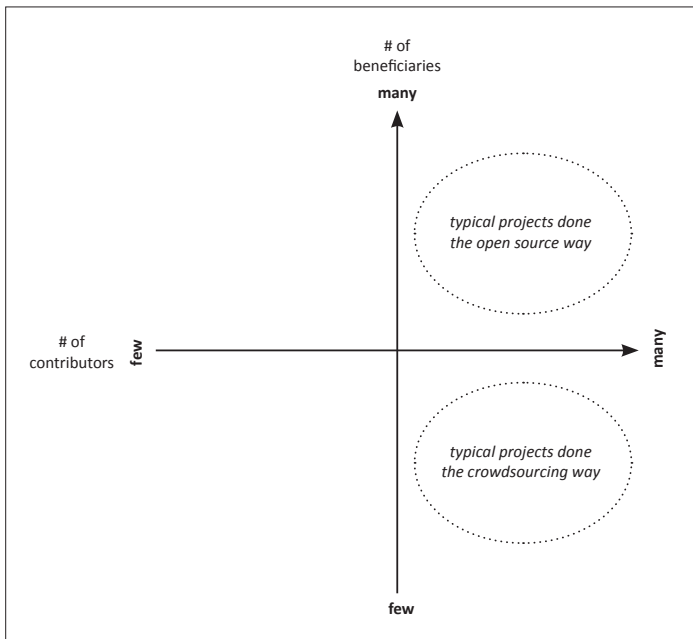 # of
beneficiaries
many
typical projects done
the open source way
# of
contributors
few
many
typical projects done
the crowdsourcing way
few